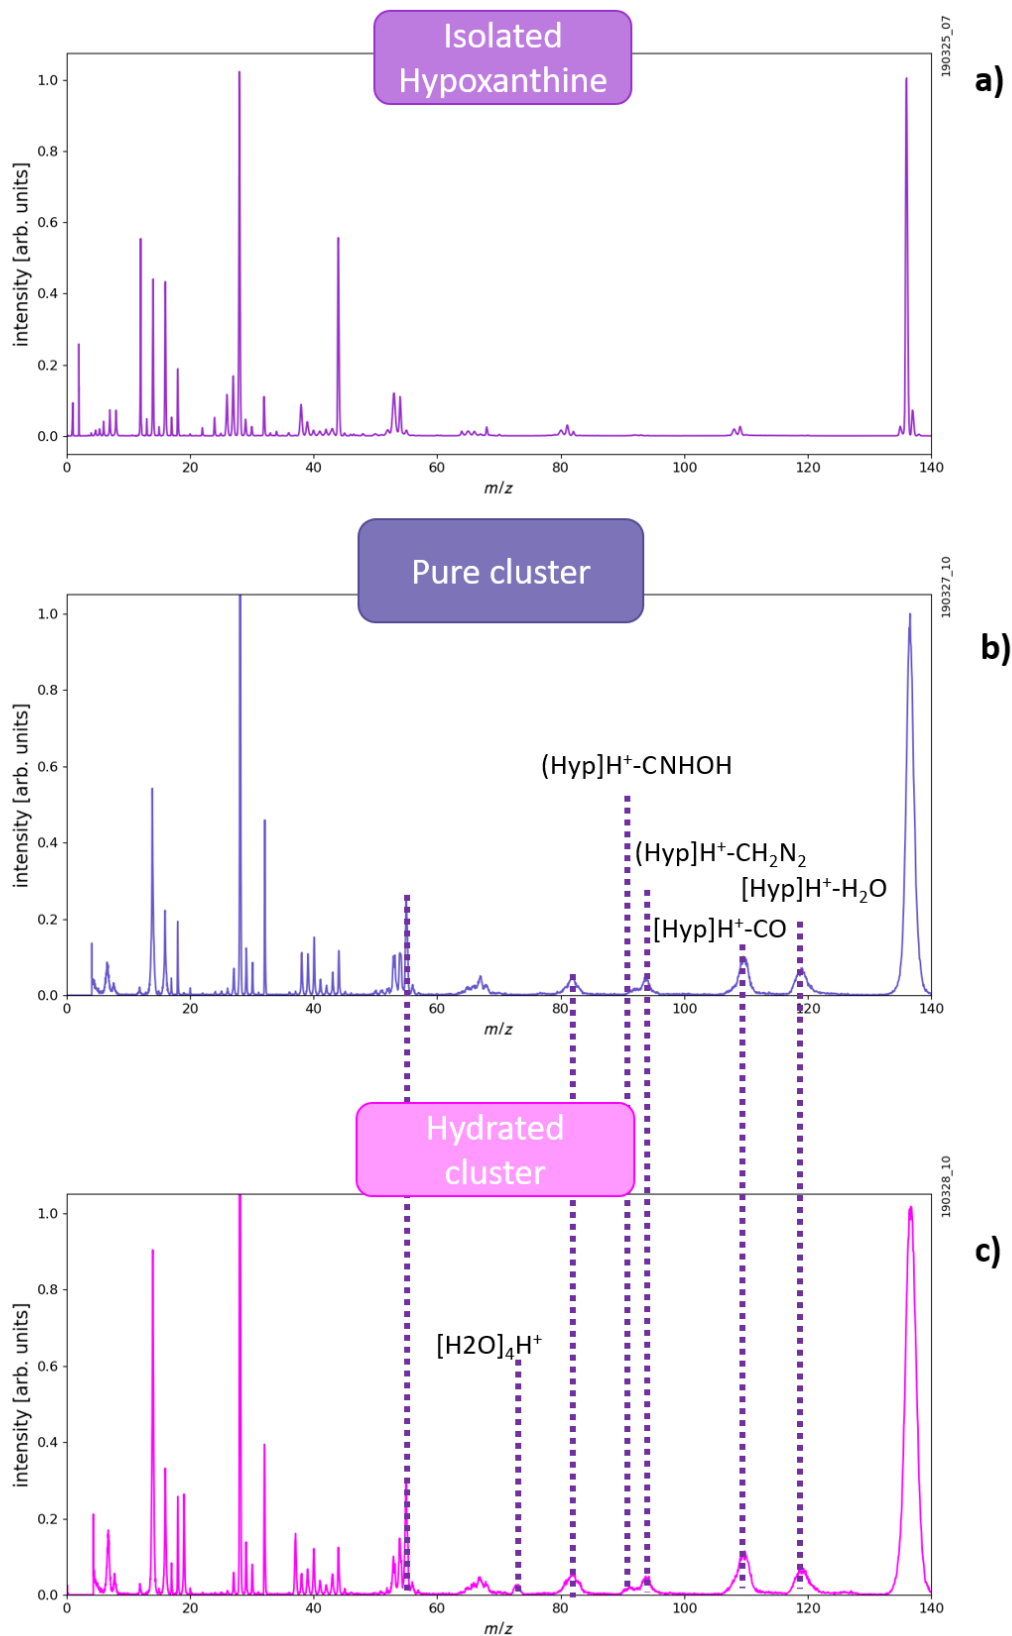 Isolated
Hypoxanthine
190325_07
a)
intensity [arb. units]
1.0
0.8
0.6
0.4
0.2
0.0
0 20 40 60 80 100 120 140
m/z
Pure cluster
190327_10
b)
intensity [arb. units]
1.0
0.8
0.6
0.4
0.2
0.0
(Hyp]H⁺-CNHOH
(Hyp]H⁺-CH₂N₂
[Hyp]H⁺-H₂O
[Hyp]H⁺-CO
0 20 40 60 80 100 120 140
m/z
Hydrated
cluster
190328_10
c)
intensity [arb. units]
1.0
0.8
0.6
0.4
0.2
0.0
[H2O]₄H⁺
0 20 40 60 80 100 120 140
m/z